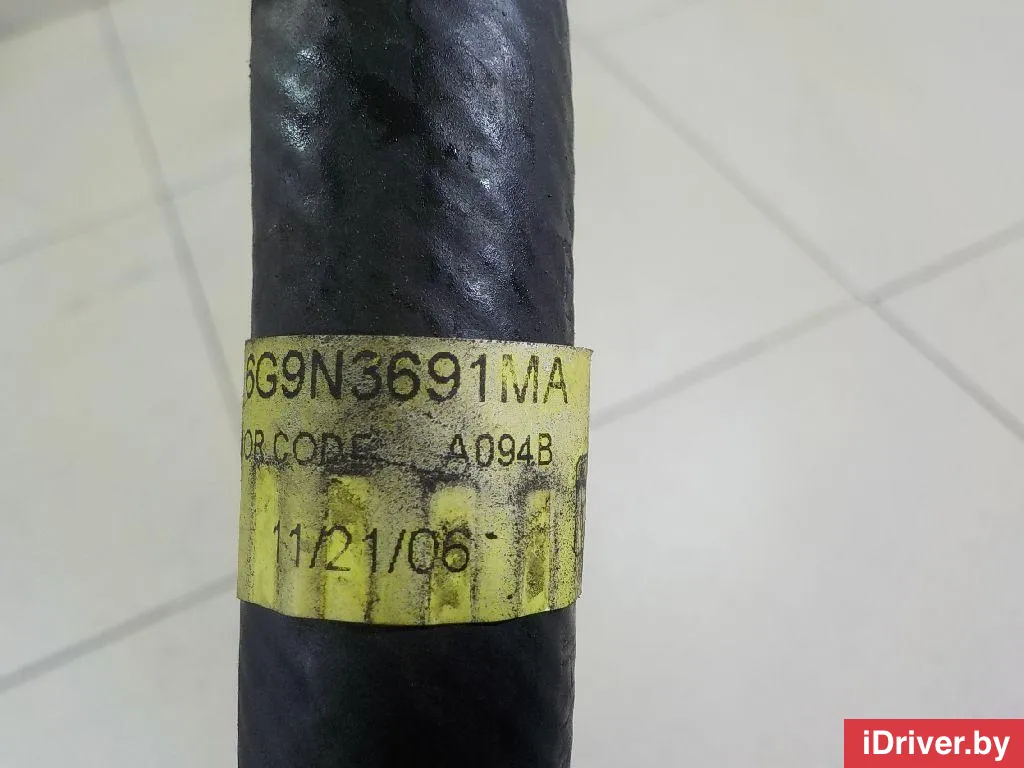 6G9N3691MA
OR CODE A094B
11/21/06
iDriver.by